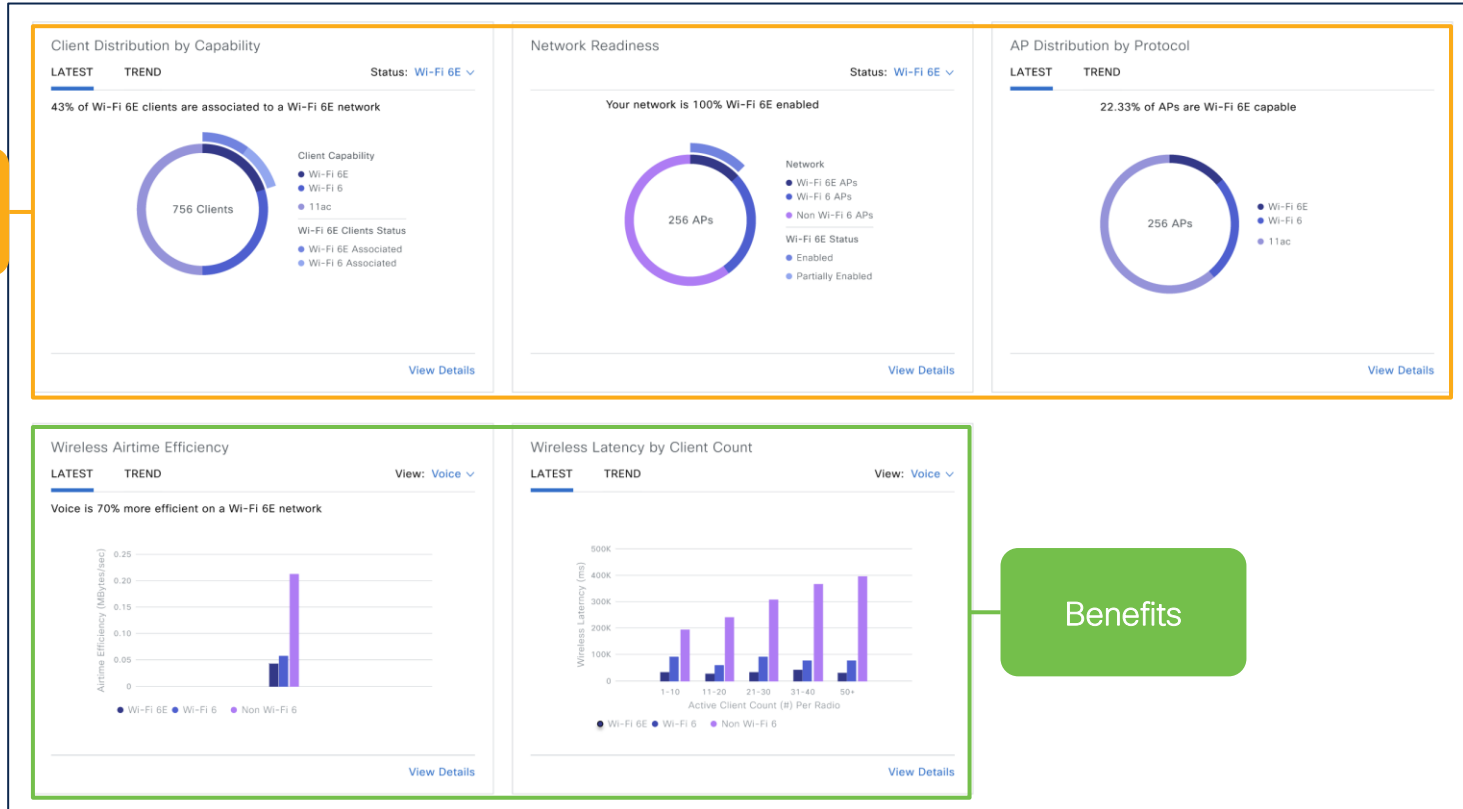 Client Distribution by Capability
LATEST TREND Status: Wi-Fi 6E
43% of Wi-Fi 6E clients are associated to a Wi-Fi 6E network
756 Clients
Client Capability
Wi-Fi 6E
Wi-Fi 6
11ac
Wi-Fi 6E Clients Status
Wi-Fi 6E Associated
Wi-Fi 6 Associated
View Details
Network Readiness
Status: Wi-Fi 6E
Your network is 100% Wi-Fi 6E enabled
256 APs
Network
Wi-Fi 6E APs
Wi-Fi 6 APs
Non Wi-Fi 6 APs
Wi-Fi 6E Status
Enabled
Partially Enabled
View Details
AP Distribution by Protocol
LATEST TREND
22.33% of APs are Wi-Fi 6E capable
256 APs
Wi-Fi 6E
Wi-Fi 6
11ac
View Details
Wireless Airtime Efficiency
LATEST TREND View: Voice
Voice is 70% more efficient on a Wi-Fi 6E network
Airtime Efficiency (MBytes/sec)
0.25
0.20
0.15
0.10
0.05
0
Wi-Fi 6E Wi-Fi 6 Non Wi-Fi 6
View Details
Wireless Latency by Client Count
LATEST TREND View: Voice
Wireless Laterncy (ms)
500K
400K
300K
200K
100K
0
1-10 11-20 21-30 31-40 50+
Active Client Count (#) Per Radio
Wi-Fi 6E Wi-Fi 6 Non Wi-Fi 6
View Details
Benefits